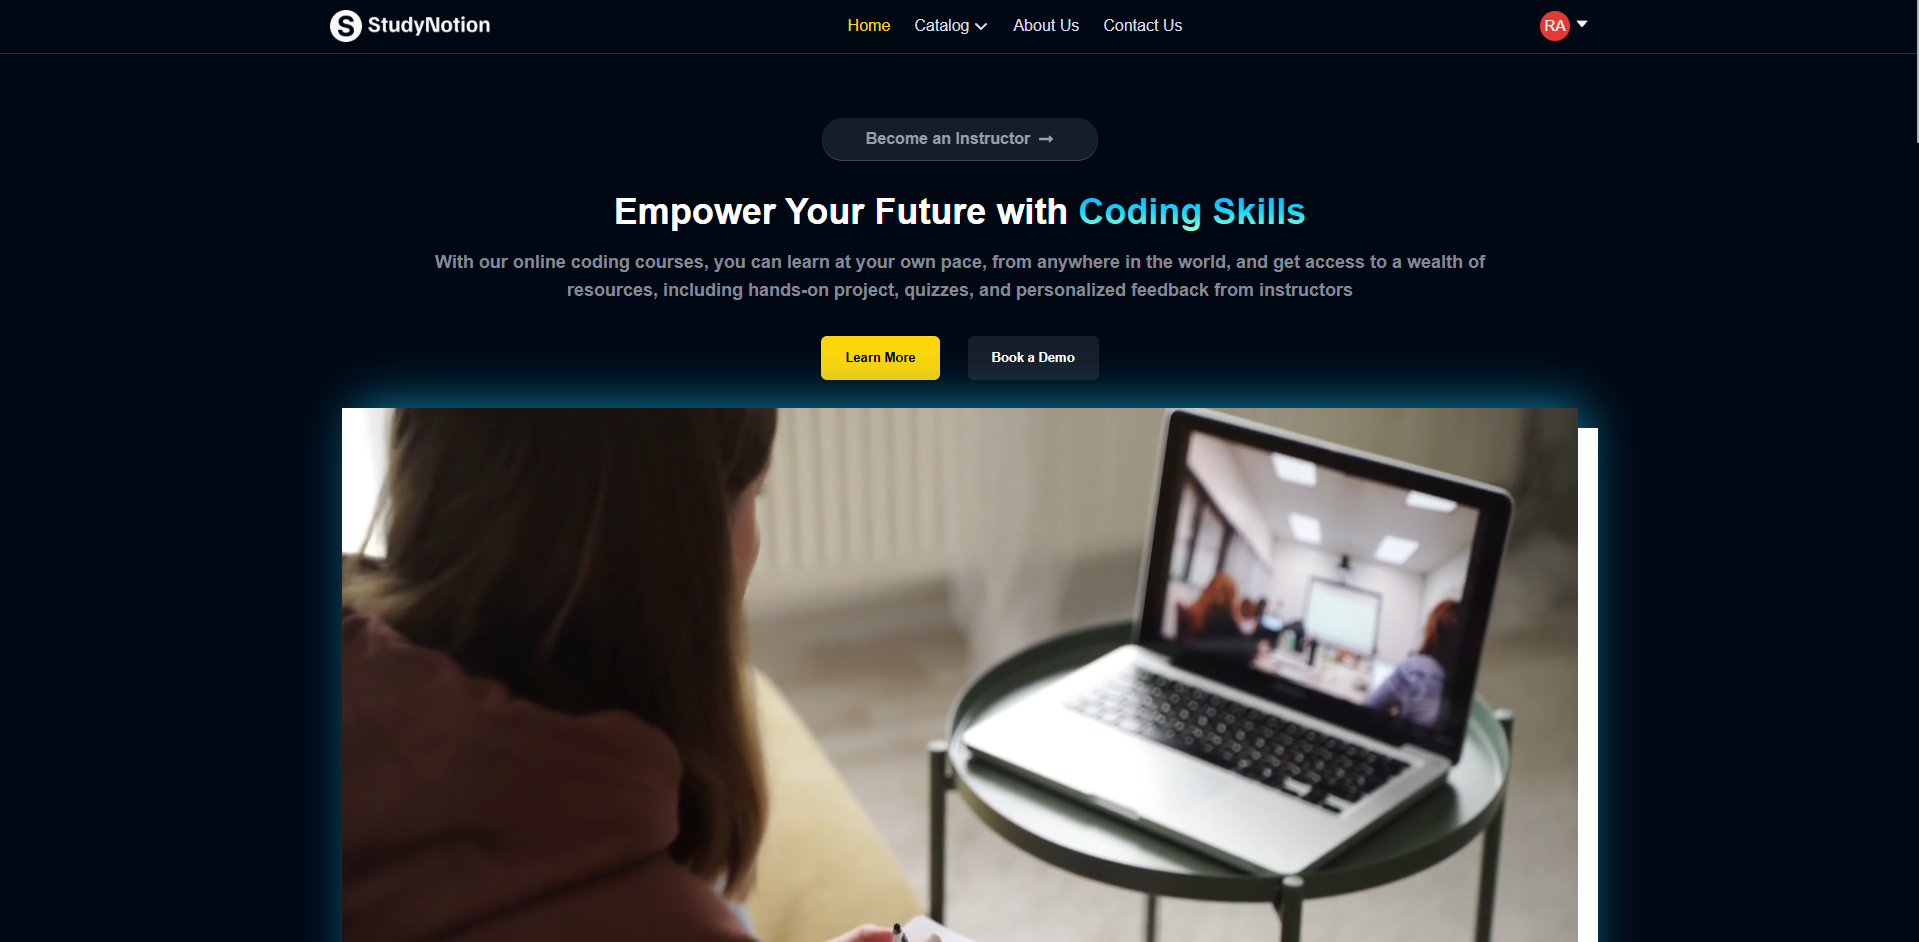 S StudyNotion
Home Catalog About Us Contact Us
RA
Become an Instructor →
Empower Your Future with Coding Skills
With our online coding courses, you can learn at your own pace, from anywhere in the world, and get access to a wealth of
resources, including hands-on project, quizzes, and personalized feedback from instructors
Learn More
Book a Demo